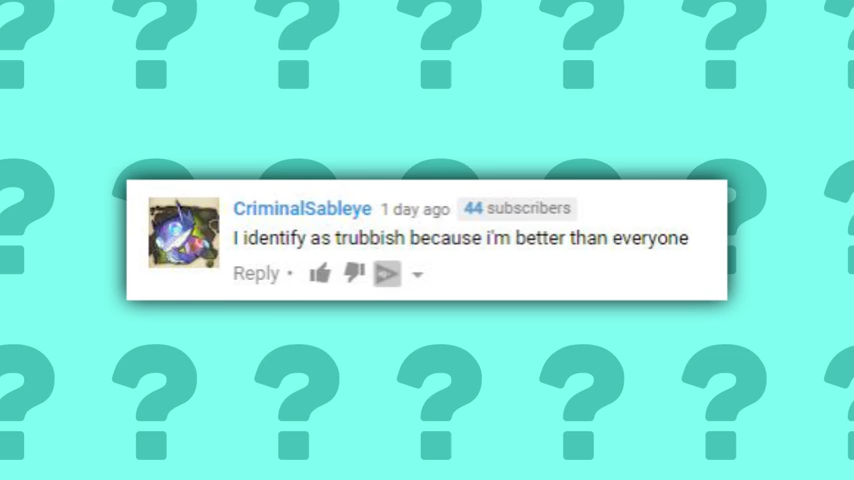 CriminalSableye 1 day ago 44 subscribers
I identify as trubbish because i'm better than everyone
Reply •